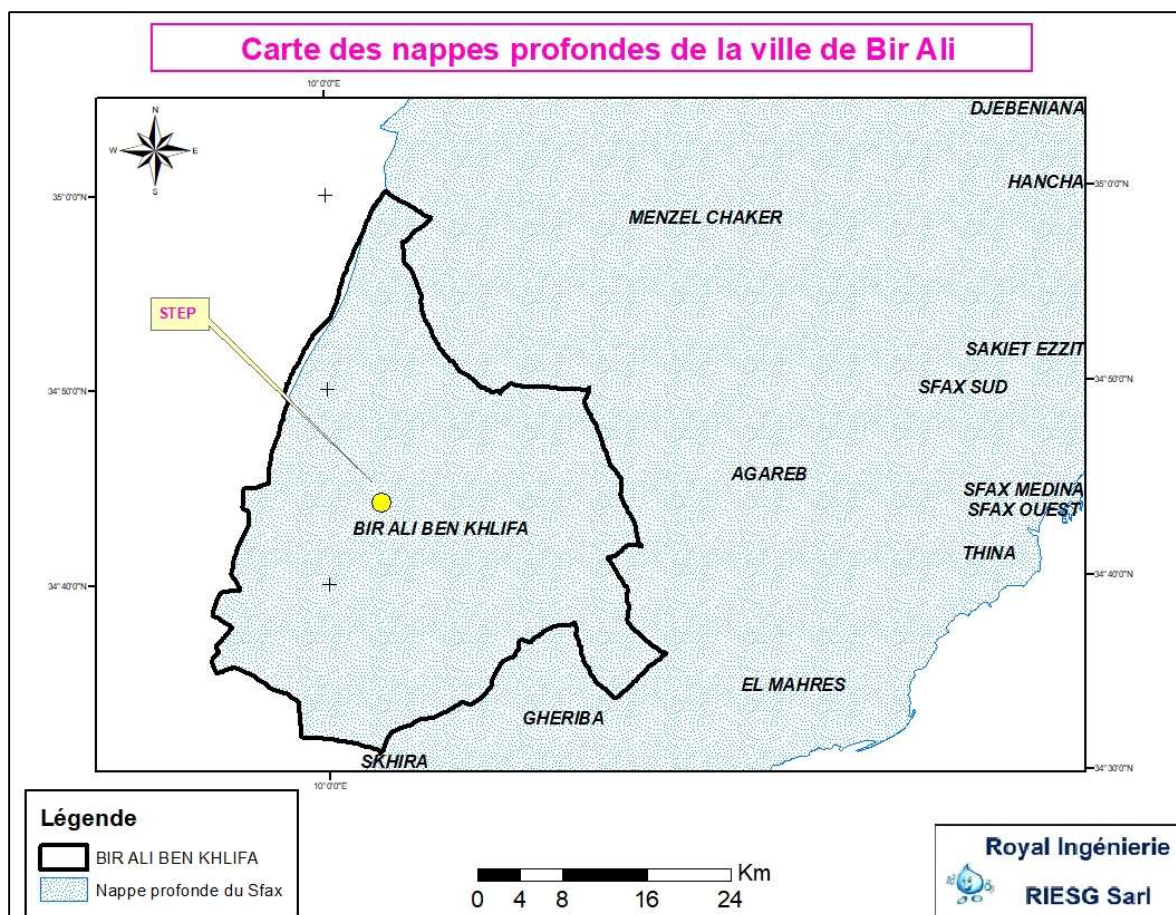 Carte des nappes profondes de la ville de Bir Ali
10°0'0"E
N
W E
S
DJEBENIANA
HANCHA
35°0'0"N
35°0'0"N
MENZEL CHAKER
STEP
SAKIET EZZIT
34°50'0"N
34°50'0"N
SFAX SUD
AGAREB
SFAX MEDINA
SFAX OUEST
BIR ALI BEN KHLIFA
THINA
34°40'0"N
34°40'0"N
EL MAHRES
GHERIBA
SKHIRA
34°30'0"N
10°0'0"E
Légende
BIR ALI BEN KHLIFA
Nappe profonde du Sfax
0 4 8 16 24 Km
Royal Ingénierie
RIESG Sarl